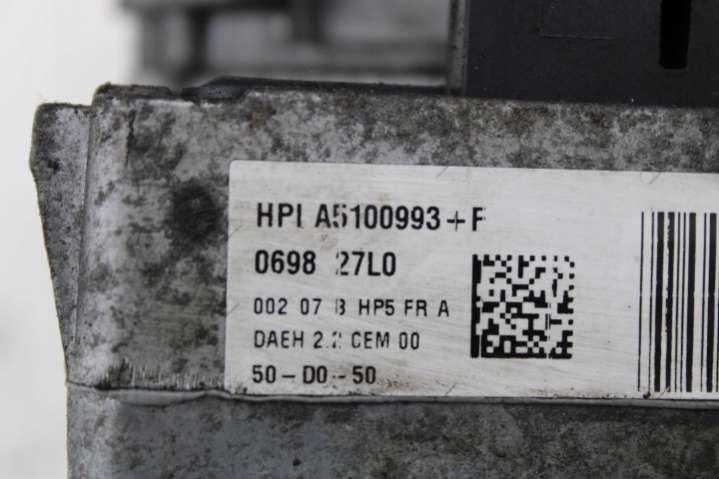 HPI A5100993+F
0698 27L0
002 07 B HP5 FR A
DAEH 2.2 CEM 00
50-D0-50